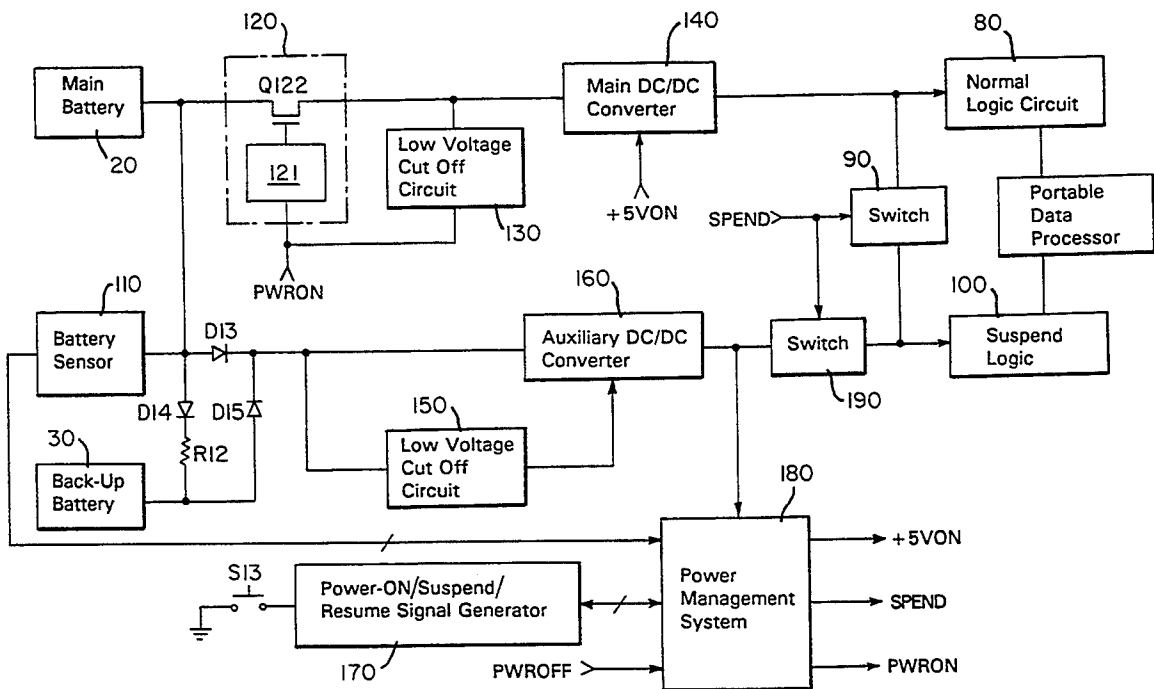 120
140
80
Main
Battery
20
Q122
121
Low Voltage
Cut Off
Circuit
130
PWRON
Main DC/DC
Converter
+5VON
Normal
Logic Circuit
90
SPEND
Switch
Portable
Data
Processor
110
Battery
Sensor
D13
D14
D15
R12
30
Back-Up
Battery
160
Auxiliary DC/DC
Converter
150
Low Voltage
Cut Off
Circuit
Switch
190
100
Suspend
Logic
180
Power
Management
System
+5VON
SPEND
PWRON
S13
Power-ON/Suspend/
Resume Signal Generator
170
PWROFF